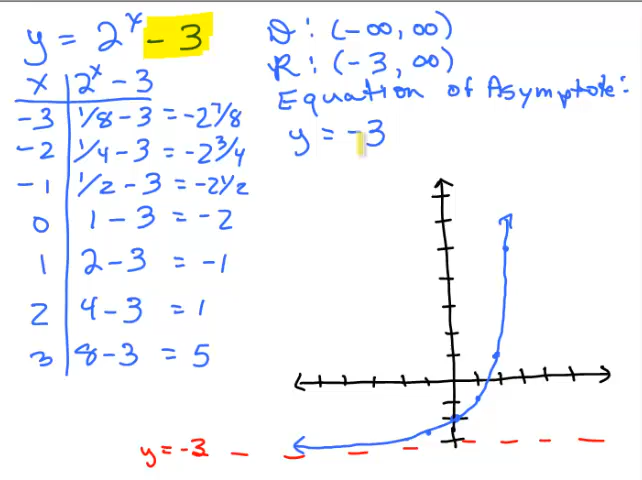 y = 2^x - 3
x | 2^x - 3
-3 | 1/8 - 3 = -2 7/8
-2 | 1/4 - 3 = -2 3/4
-1 | 1/2 - 3 = -2 1/2
0 | 1 - 3 = -2
1 | 2 - 3 = -1
2 | 4 - 3 = 1
3 | 8 - 3 = 5
D: (-∞, ∞)
R: (-3, ∞)
Equation of Asymptote:
y = -3
y = -3